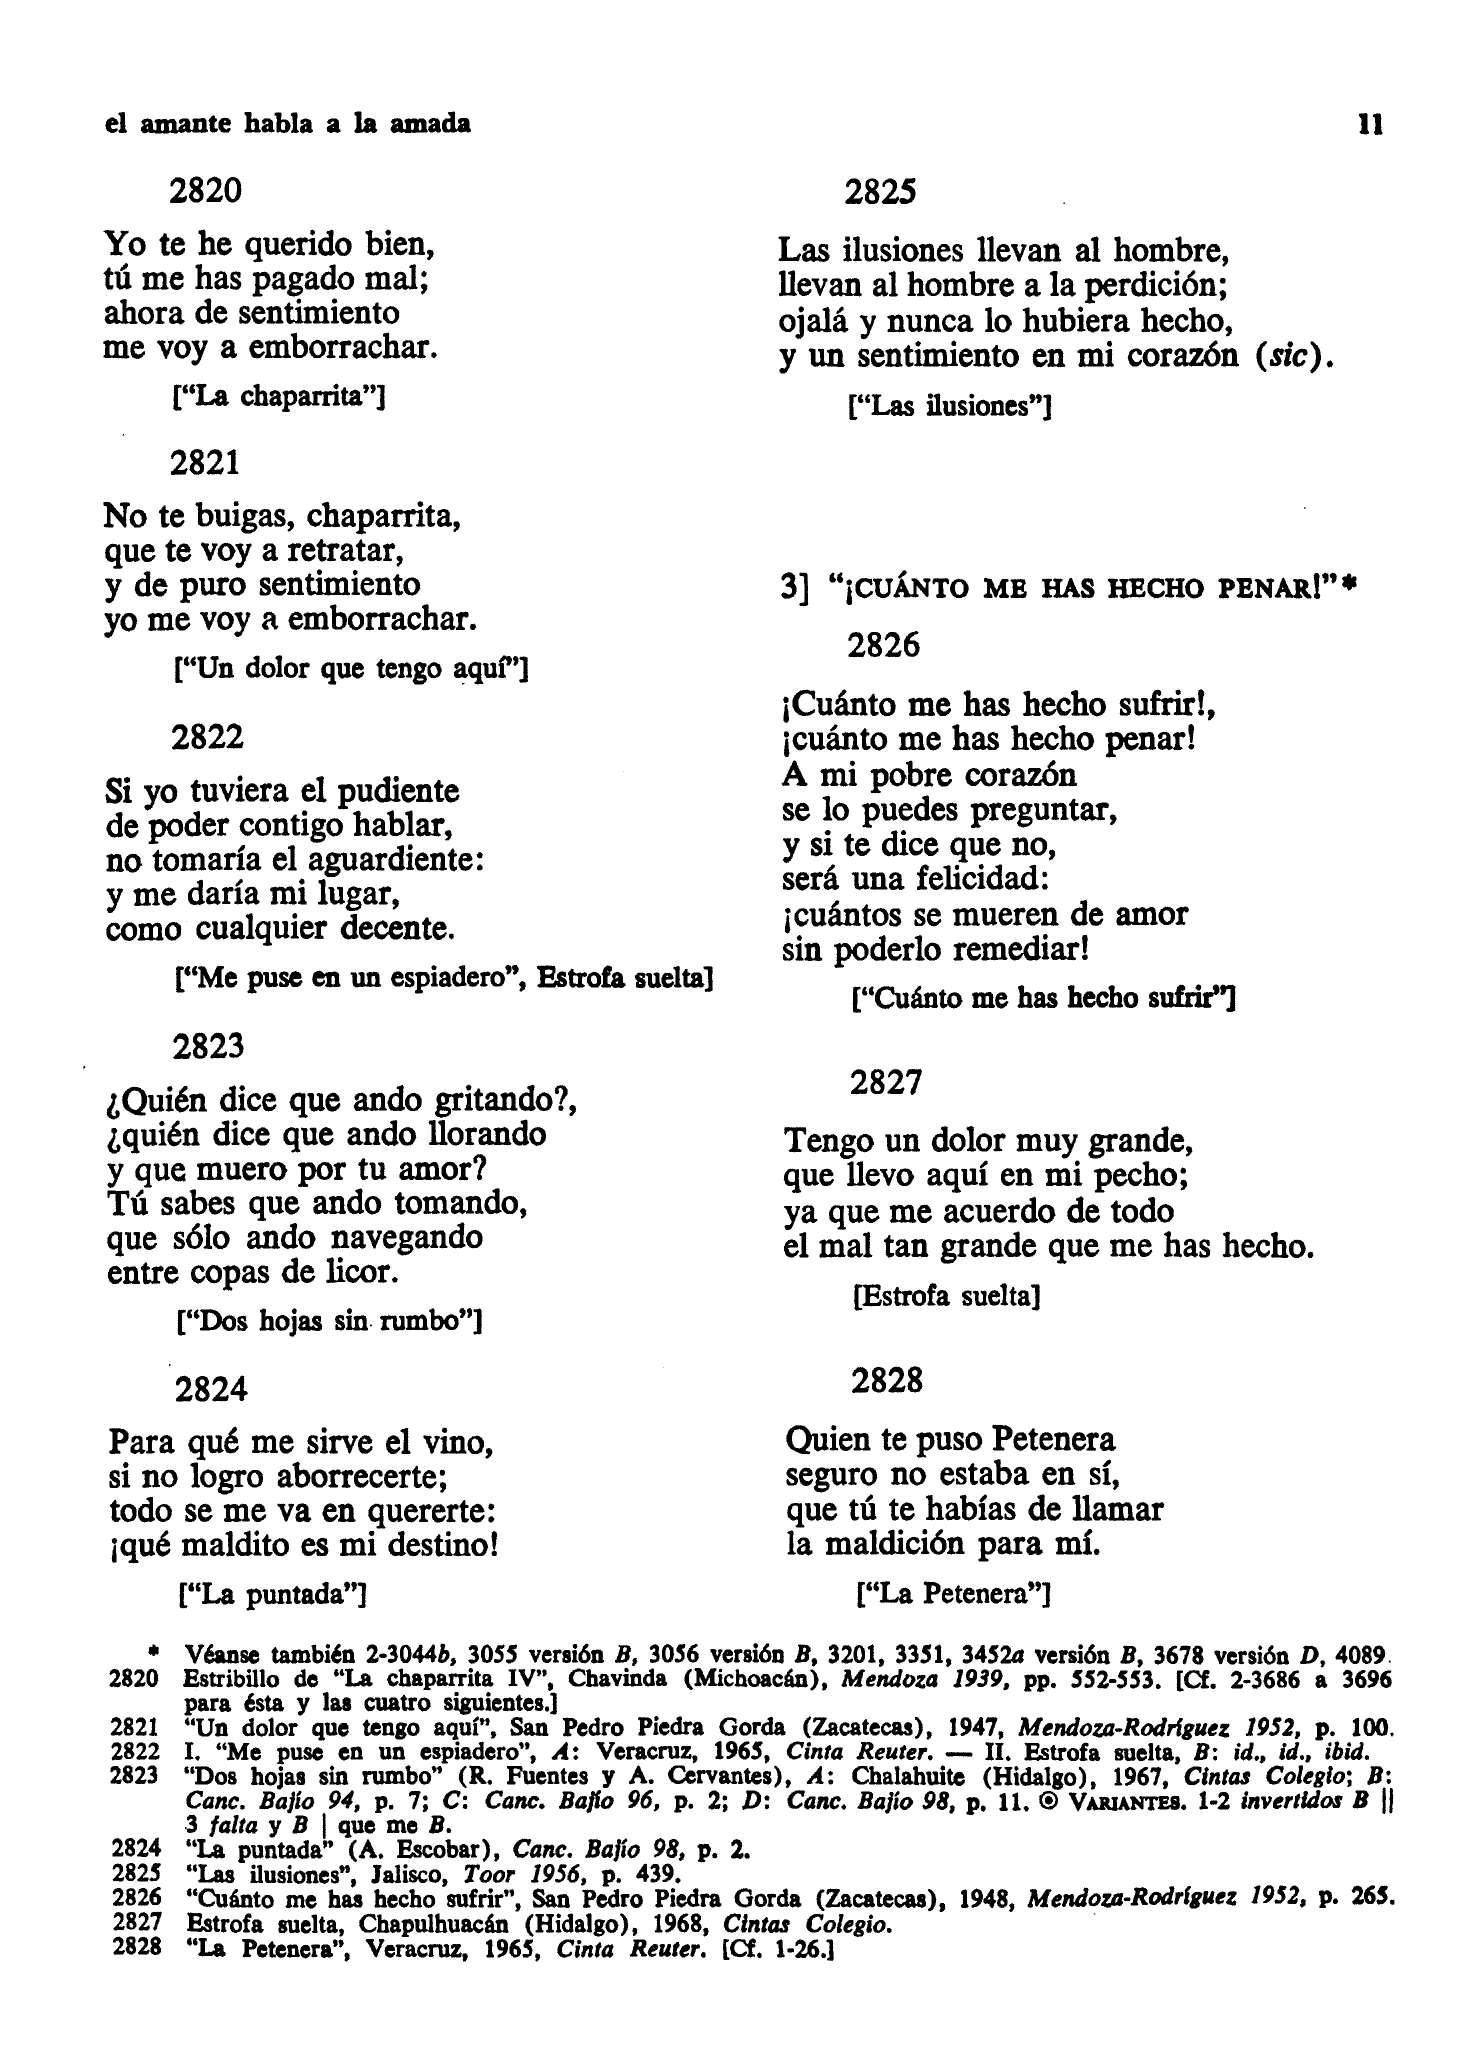 el amante habla a la amada
11
2820
Yo te he querido bien,
tú me has pagado mal;
ahora de sentimiento
me voy a emborrachar.
[“La chaparrita”]
2821
No te buigas, chaparrita,
que te voy a retratar,
y de puro sentimiento
yo me voy a emborrachar.
[“Un dolor que tengo aquí”]
2822
Si yo tuviera el pudiente
de poder contigo hablar,
no tomaría el aguardiente:
y me daría mi lugar,
como cualquier decente.
[“Me puse en un espiadero”, Estrofa suelta]
2823
¿Quién dice que ando gritando?,
¿quién dice que ando llorando
y que muero por tu amor?
Tú sabes que ando tomando,
que sólo ando navegando
entre copas de licor.
[“Dos hojas sin rumbo”]
2824
Para qué me sirve el vino,
si no logro aborrecerte;
todo se me va en quererte:
¡qué maldito es mi destino!
[“La puntada”]
2825
Las ilusiones llevan al hombre,
llevan al hombre a la perdición;
ojalá y nunca lo hubiera hecho,
y un sentimiento en mi corazón (sic).
[“Las ilusiones”]
3] “¡CUÁNTO ME HAS HECHO PENAR!”*
2826
¡Cuánto me has hecho sufrir!,
¡cuánto me has hecho penar!
A mi pobre corazón
se lo puedes preguntar,
y si te dice que no,
será una felicidad:
¡cuántos se mueren de amor
sin poderlo remediar!
[“Cuánto me has hecho sufrir”]
2827
Tengo un dolor muy grande,
que llevo aquí en mi pecho;
ya que me acuerdo de todo
el mal tan grande que me has hecho.
[Estrofa suelta]
2828
Quien te puso Petenera
seguro no estaba en sí,
que tú te habías de llamar
la maldición para mí.
[“La Petenera”]
* Véanse también 2-3044b, 3055 versión B, 3056 versión B, 3201, 3351, 3452a versión B, 3678 versión D, 4089.
2820 Estribillo de “La chaparrita IV”, Chavinda (Michoacán), Mendoza 1939, pp. 552-553. [Cf. 2-3686 a 3696
para ésta y las cuatro siguientes.]
2821 “Un dolor que tengo aquí”, San Pedro Piedra Gorda (Zacatecas), 1947, Mendoza-Rodríguez 1952, p. 100.
2822 I. “Me puse en un espiadero”, A: Veracruz, 1965, Cinta Reuter. — II. Estrofa suelta, B: id., id., ibid.
2823 “Dos hojas sin rumbo” (R. Fuentes y A. Cervantes), A: Chalahuite (Hidalgo), 1967, Cintas Colegio; B:
Canc. Bajío 94, p. 7; C: Canc. Bajío 96, p. 2; D: Canc. Bajío 98, p. 11. ® VARIANTES. 1-2 invertidos B ||
3 falta y B | que me B.
2824 “La puntada” (A. Escobar), Canc. Bajío 98, p. 2.
2825 “Las ilusiones”, Jalisco, Toor 1956, p. 439.
2826 “Cuánto me has hecho sufrir”, San Pedro Piedra Gorda (Zacatecas), 1948, Mendoza-Rodríguez 1952, p. 265.
2827 Estrofa suelta, Chapulhuacán (Hidalgo), 1968, Cintas Colegio.
2828 “La Petenera”, Veracruz, 1965, Cinta Reuter. [Cf. 1-26.]